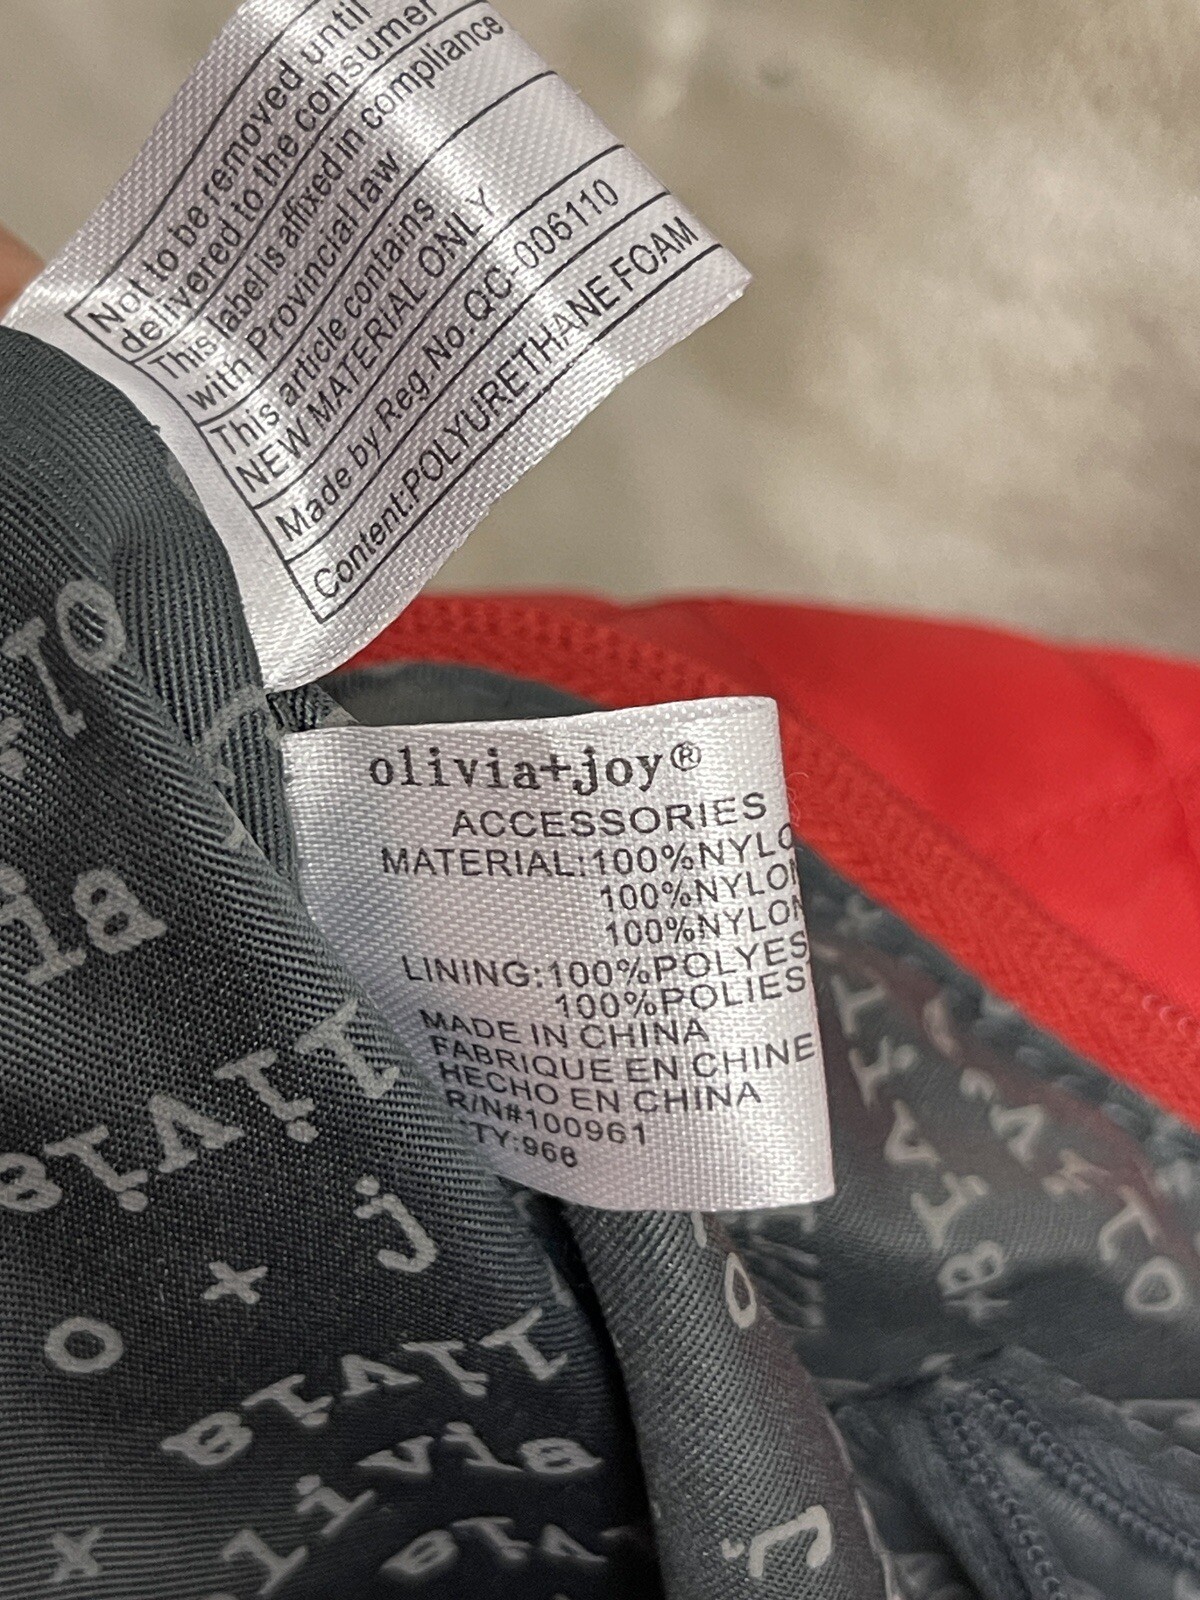 Not to be removed until
delivered to the consumer
This label is affixed in compliance
with Provincial law
This article contains
NEW MATERIAL ONLY
Made by Reg.No.QC-006110
Content:POLYURETHANE FOAM
olivia+joy®
ACCESSORIES
MATERIAL:100%NYLO
100%NYLON
100%NYLON
LINING:100%POLYES
100%POLIES
MADE IN CHINA
FABRIQUE EN CHINE
HECHO EN CHINA
R/N#100961
TY:966